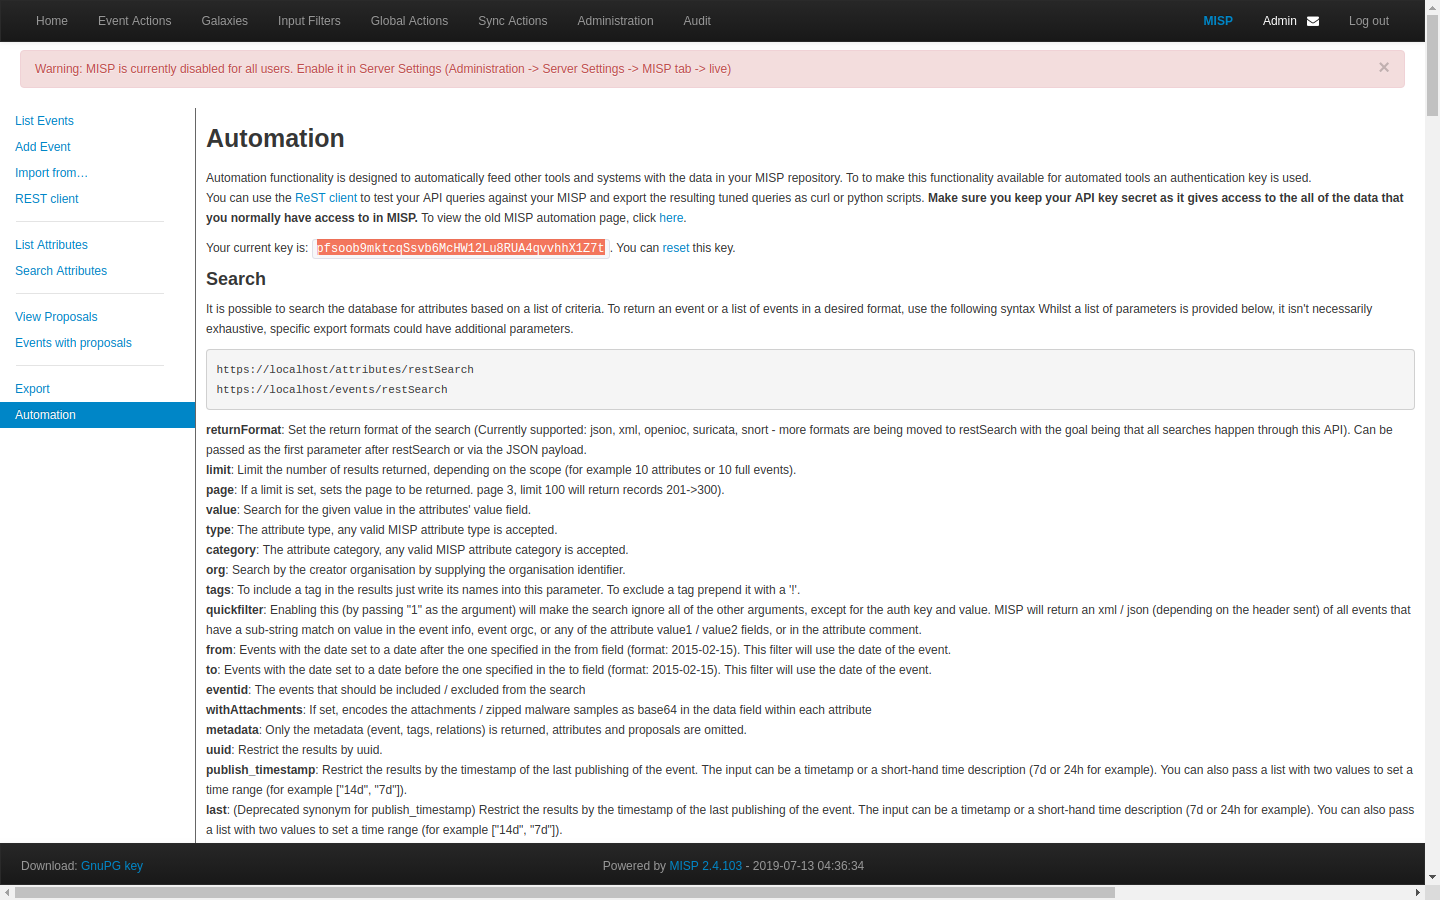 Home Event Actions Galaxies Input Filters Global Actions Sync Actions Administration Audit MISP Admin Log out
Warning: MISP is currently disabled for all users. Enable it in Server Settings (Administration -> Server Settings -> MISP tab -> live) ×
List Events
Add Event
Import from…
REST client
List Attributes
Search Attributes
View Proposals
Events with proposals
Export
Automation
Automation
Automation functionality is designed to automatically feed other tools and systems with the data in your MISP repository. To to make this functionality available for automated tools an authentication key is used.
You can use the ReST client to test your API queries against your MISP and export the resulting tuned queries as curl or python scripts. Make sure you keep your API key secret as it gives access to the all of the data that
you normally have access to in MISP. To view the old MISP automation page, click here.
Your current key is: pfsoob9mktcqSsvb6McHW12Lu8RUA4qvvhhX1Z7t. You can reset this key.
Search
It is possible to search the database for attributes based on a list of criteria. To return an event or a list of events in a desired format, use the following syntax Whilst a list of parameters is provided below, it isn't necessarily
exhaustive, specific export formats could have additional parameters.
https://localhost/attributes/restSearch
https://localhost/events/restSearch
returnFormat: Set the return format of the search (Currently supported: json, xml, openioc, suricata, snort - more formats are being moved to restSearch with the goal being that all searches happen through this API). Can be
passed as the first parameter after restSearch or via the JSON payload.
limit: Limit the number of results returned, depending on the scope (for example 10 attributes or 10 full events).
page: If a limit is set, sets the page to be returned. page 3, limit 100 will return records 201->300).
value: Search for the given value in the attributes' value field.
type: The attribute type, any valid MISP attribute type is accepted.
category: The attribute category, any valid MISP attribute category is accepted.
org: Search by the creator organisation by supplying the organisation identifier.
tags: To include a tag in the results just write its names into this parameter. To exclude a tag prepend it with a '!'.
quickfilter: Enabling this (by passing "1" as the argument) will make the search ignore all of the other arguments, except for the auth key and value. MISP will return an xml / json (depending on the header sent) of all events that
have a sub-string match on value in the event info, event orgc, or any of the attribute value1 / value2 fields, or in the attribute comment.
from: Events with the date set to a date after the one specified in the from field (format: 2015-02-15). This filter will use the date of the event.
to: Events with the date set to a date before the one specified in the to field (format: 2015-02-15). This filter will use the date of the event.
eventid: The events that should be included / excluded from the search
withAttachments: If set, encodes the attachments / zipped malware samples as base64 in the data field within each attribute
metadata: Only the metadata (event, tags, relations) is returned, attributes and proposals are omitted.
uuid: Restrict the results by uuid.
publish_timestamp: Restrict the results by the timestamp of the last publishing of the event. The input can be a timetamp or a short-hand time description (7d or 24h for example). You can also pass a list with two values to set a
time range (for example ["14d", "7d"]).
last: (Deprecated synonym for publish_timestamp) Restrict the results by the timestamp of the last publishing of the event. The input can be a timetamp or a short-hand time description (7d or 24h for example). You can also pass
a list with two values to set a time range (for example ["14d", "7d"]).
Download: GnuPG key Powered by MISP 2.4.103 - 2019-07-13 04:36:34